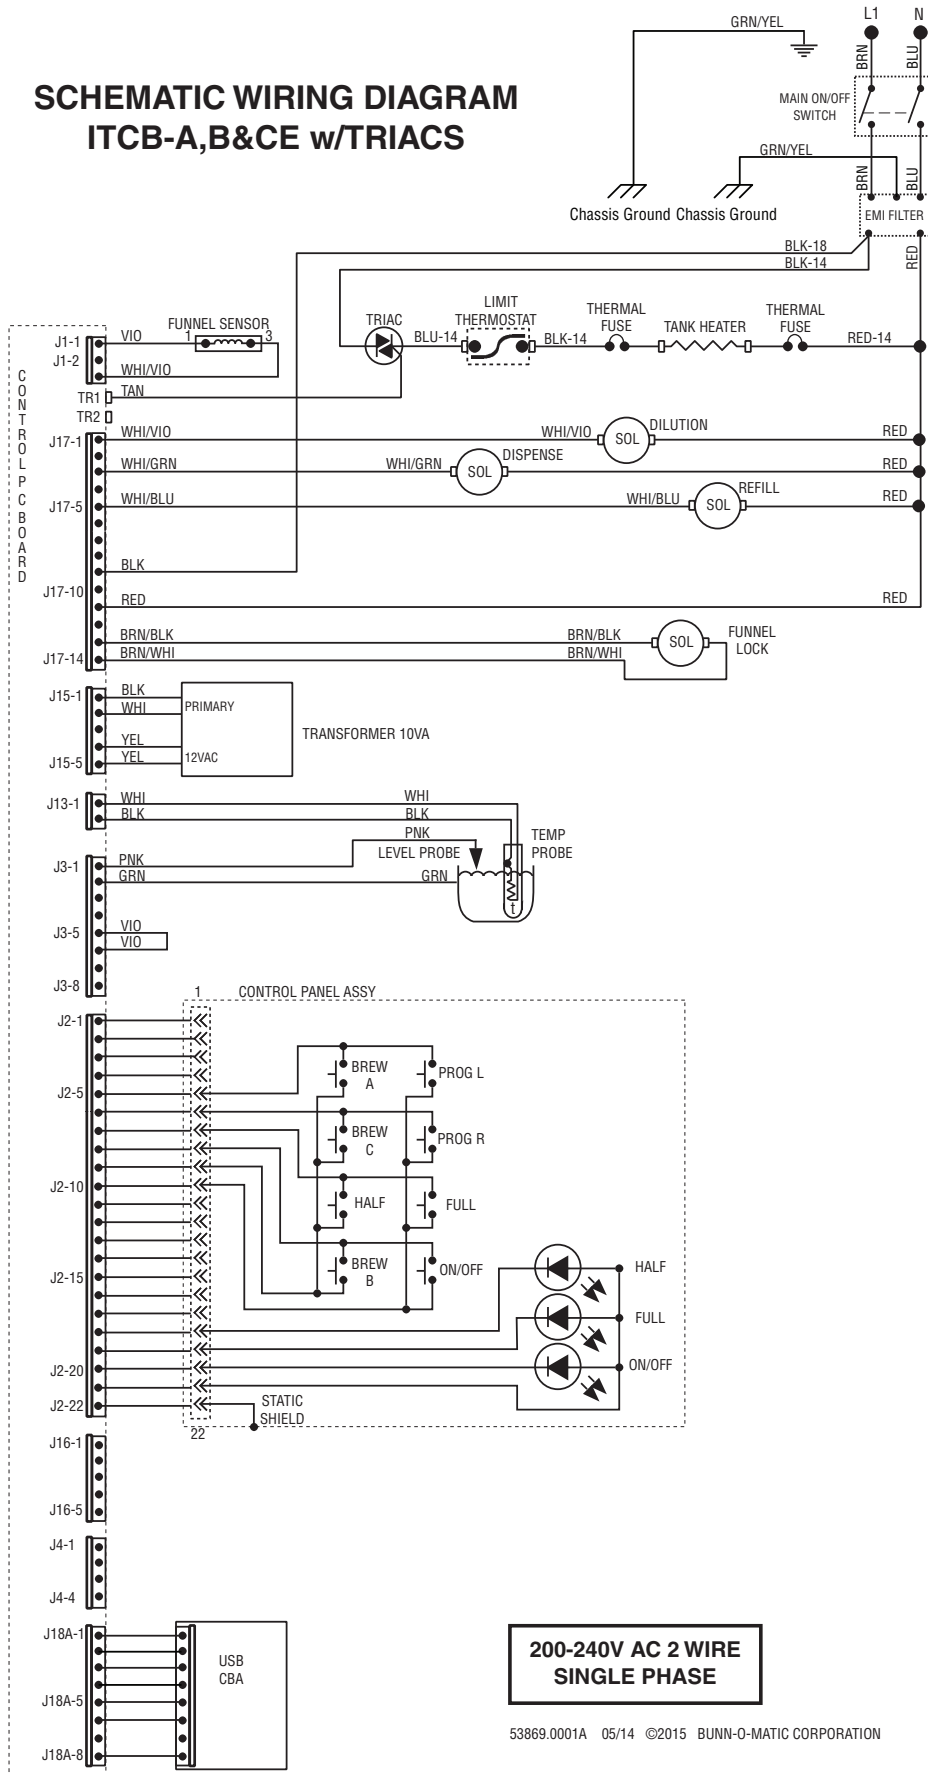 L1
N
GRN/YEL
BRN
BLU
SCHEMATIC WIRING DIAGRAM
ITCB-A,B&CE w/TRIACS
MAIN ON/OFF
SWITCH
GRN/YEL
BRN
BLU
Chassis Ground
Chassis Ground
EMI FILTER
BLK-18
BLK-14
RED
LIMIT
THERMOSTAT
THERMAL
FUSE
THERMAL
FUSE
TRIAC
BLU-14
BLK-14
TANK HEATER
RED-14
CONTROL PC BOARD
J1-1
VIO
FUNNEL SENSOR
1
3
J1-2
WHI/VIO
TR1
TAN
TR2
J17-1
WHI/VIO
WHI/VIO
SOL
DILUTION
RED
WHI/GRN
WHI/GRN
SOL
DISPENSE
RED
J17-5
WHI/BLU
WHI/BLU
SOL
REFILL
RED
BLK
J17-10
RED
RED
BRN/BLK
BRN/BLK
SOL
FUNNEL
LOCK
J17-14
BRN/WHI
BRN/WHI
J15-1
BLK
WHI
PRIMARY
TRANSFORMER 10VA
YEL
YEL
12VAC
J15-5
J13-1
WHI
WHI
BLK
BLK
PNK
LEVEL PROBE
TEMP
PROBE
J3-1
PNK
GRN
GRN
t
J3-5
VIO
VIO
J3-8
1
CONTROL PANEL ASSY
J2-1
J2-5
BREW
A
PROG L
BREW
C
PROG R
J2-10
HALF
FULL
BREW
B
ON/OFF
J2-15
HALF
FULL
ON/OFF
J2-20
J2-22
STATIC
SHIELD
22
J16-1
J16-5
J4-1
J4-4
J18A-1
USB
CBA
J18A-5
J18A-8
200-240V AC 2 WIRE
SINGLE PHASE
53869.0001A 05/14 ©2015 BUNN-O-MATIC CORPORATION